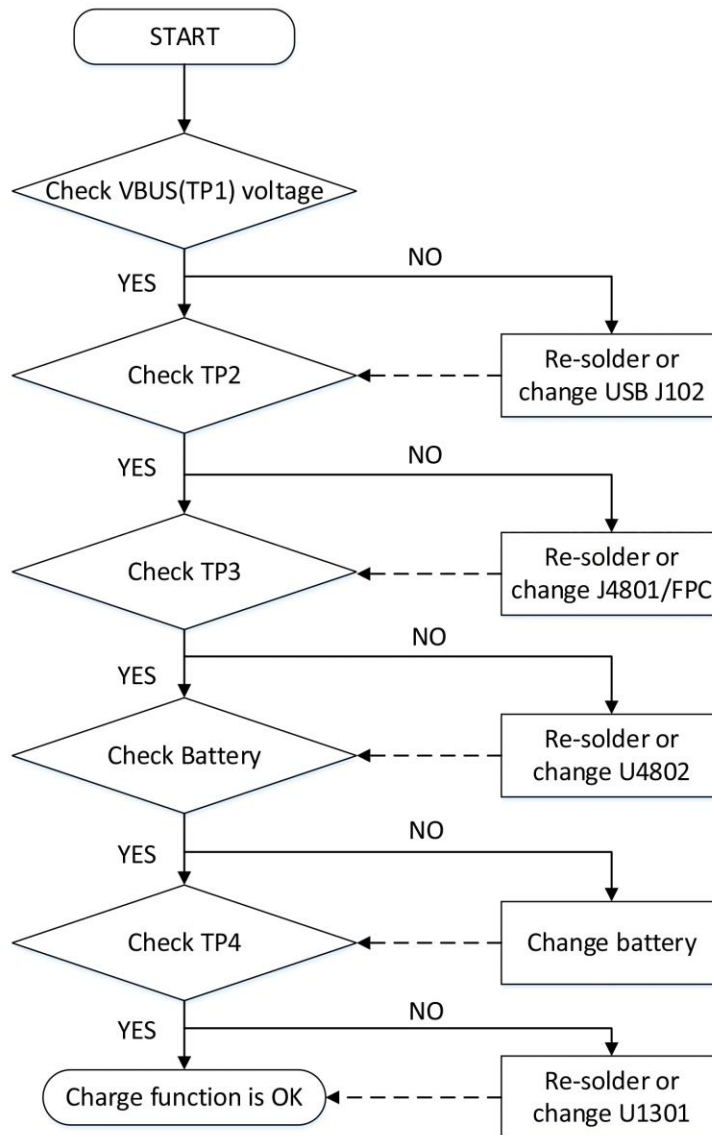 START
Check VBUS(TP1) voltage
NO
YES
Check TP2
Re-solder or
change USB J102
NO
YES
Check TP3
Re-solder or
change J4801/FPC
NO
YES
Check Battery
Re-solder or
change U4802
NO
YES
Check TP4
Change battery
NO
YES
Charge function is OK
Re-solder or
change U1301